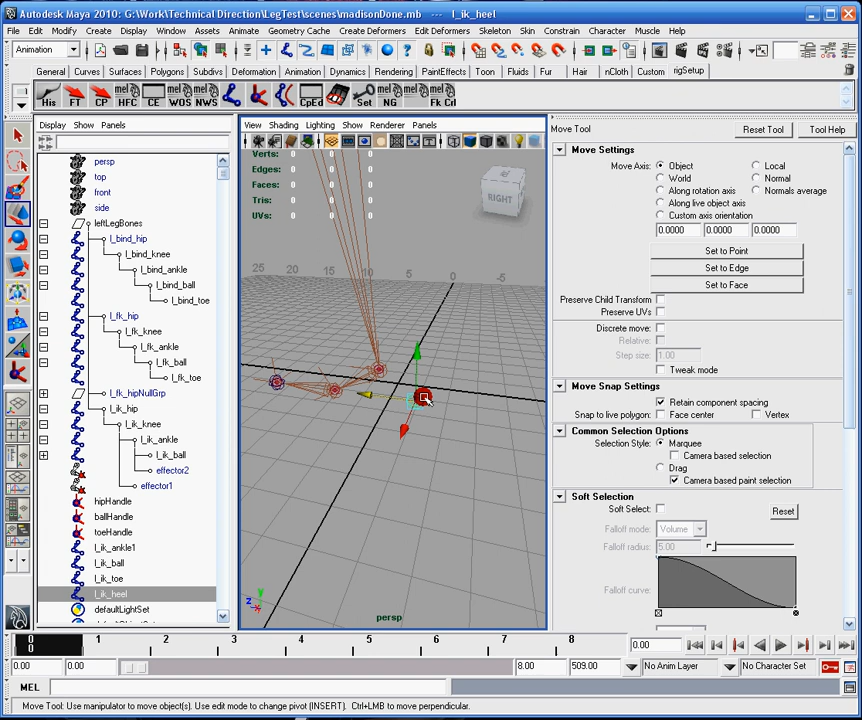 Autodesk Maya 2010: G:\Work\Technical Direction\LegTest\scenes\madisonDone.mb --- l_ik_heel
File Edit Modify Create Display Window Assets Animate Geometry Cache Create Deformers Edit Deformers Skeleton Skin Constrain Character Muscle Help
Animation
General Curves Surfaces Polygons Subdivs Deformation Animation Dynamics Rendering PaintEffects Toon Fluids Fur Hair nCloth Custom rigSetup
His FT CP HFC CE WOS NWS CpEd Set NG Fk Crl
mel mel mel mel mel
Display Show Panels
View Shading Lighting Show Renderer Panels
Move Tool Reset Tool Tool Help
persp
top
front
side
leftLegBones
l_bind_hip
l_bind_knee
l_bind_ankle
l_bind_ball
l_bind_toe
l_fk_hip
l_fk_knee
l_fk_ankle
l_fk_ball
l_fk_toe
l_fk_hipNullGrp
l_ik_hip
l_ik_knee
l_ik_ankle
l_ik_ball
effector2
effector1
hipHandle
ballHandle
toeHandle
l_ik_ankle1
l_ik_ball
l_ik_toe
l_ik_heel
defaultLightSet
Verts: 0 0 0
Edges: 0 0 0
Faces: 0 0 0
Tris: 0 0 0
UVs: 0 0 0
RIGHT
25 20 15 10 5 0 -5
y
z
persp
Move Settings
Move Axis: Object Local
World Normal
Along rotation axis Normals average
Along live object axis
Custom axis orientation
0.0000 0.0000 0.0000
Set to Point
Set to Edge
Set to Face
Preserve Child Transform
Preserve UVs
Discrete move:
Relative:
Step size: 1.00
Tweak mode
Move Snap Settings
Retain component spacing
Snap to live polygon: Face center Vertex
Common Selection Options
Selection Style: Marquee
Camera based selection
Drag
Camera based paint selection
Soft Selection
Soft Select: Reset
Falloff mode: Volume
Falloff radius: 5.00
Falloff curve:
0 1 2 3 4 5 6 7 8 0.00
0
0.00 0.00 8.00 509.00 No Anim Layer No Character Set
MEL
Move Tool: Use manipulator to move object(s). Use edit mode to change pivot (INSERT). Ctrl+LMB to move perpendicular.